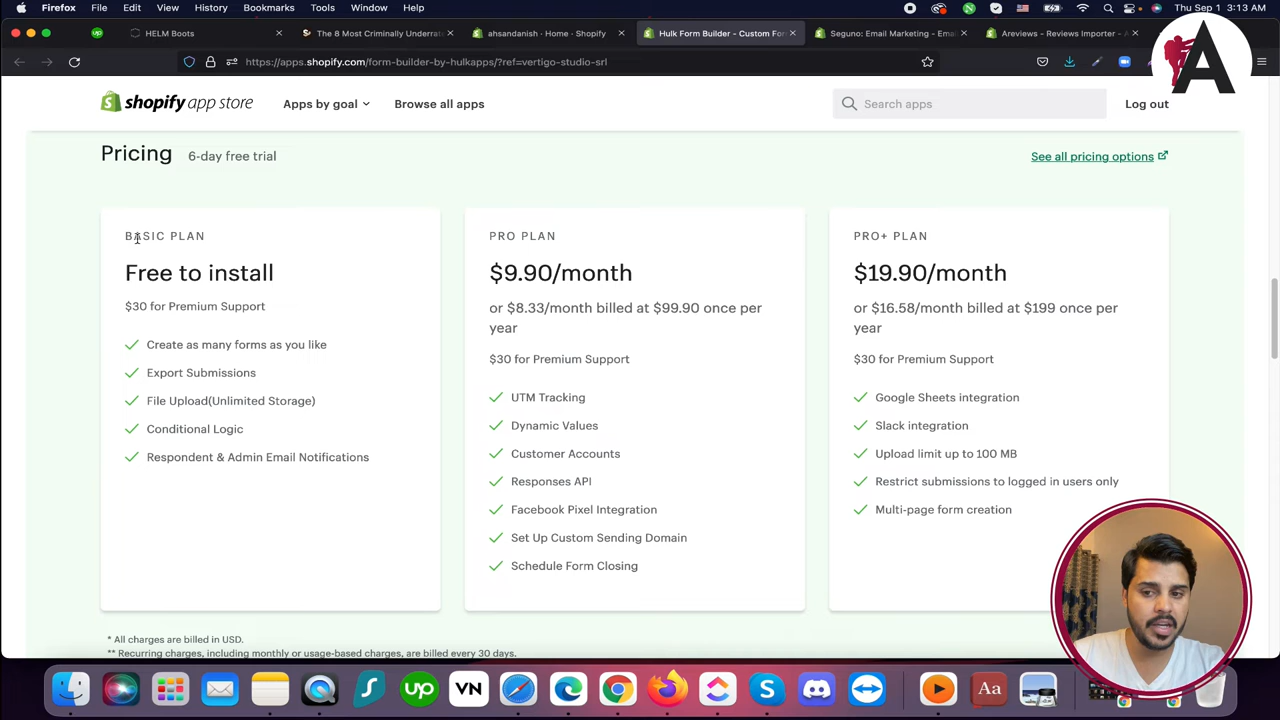 Firefox File Edit View History Bookmarks Tools Window Help Thu Sep 1 3:13 AM
HELM Boots
The 8 Most Criminally Underrat
ahsandanish · Home · Shopify
Hulk Form Builder - Custom For
Seguno: Email Marketing - Ema
Areviews - Reviews Importer - A
https://apps.shopify.com/form-builder-by-hulkapps/?ref=vertigo-studio-srl
shopify app store Apps by goal Browse all apps Search apps Log out
Pricing 6-day free trial See all pricing options
BASIC PLAN
Free to install
$30 for Premium Support
Create as many forms as you like
Export Submissions
File Upload(Unlimited Storage)
Conditional Logic
Respondent & Admin Email Notifications
PRO PLAN
$9.90/month
or $8.33/month billed at $99.90 once per
year
$30 for Premium Support
UTM Tracking
Dynamic Values
Customer Accounts
Responses API
Facebook Pixel Integration
Set Up Custom Sending Domain
Schedule Form Closing
PRO+ PLAN
$19.90/month
or $16.58/month billed at $199 once per
year
$30 for Premium Support
Google Sheets integration
Slack integration
Upload limit up to 100 MB
Restrict submissions to logged in users only
Multi-page form creation
* All charges are billed in USD.
** Recurring charges, including monthly or usage-based charges, are billed every 30 days.
up VN S Aa
A